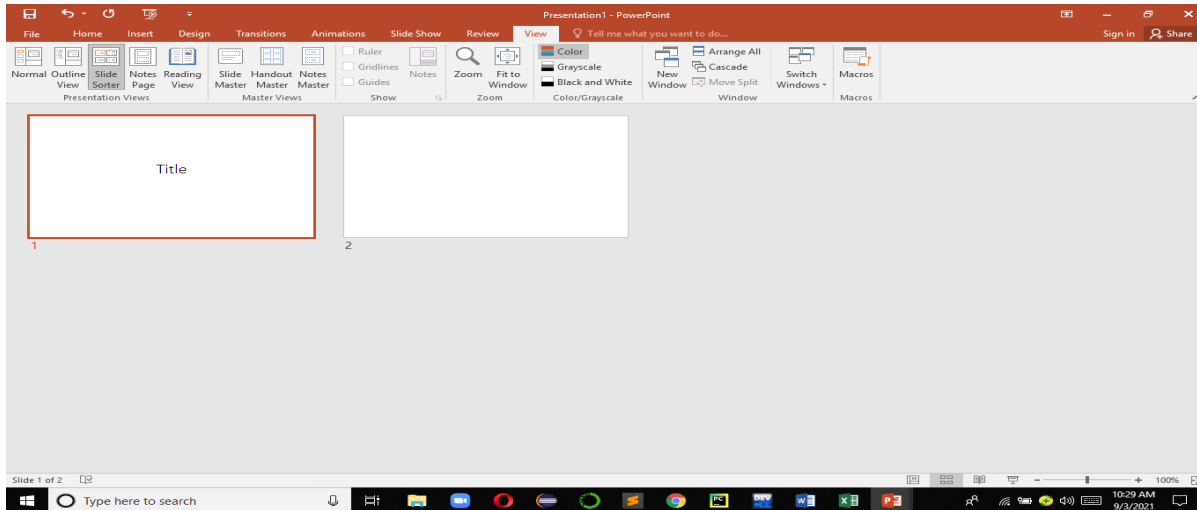 Presentation1 - PowerPoint
File Home Insert Design Transitions Animations Slide Show Review View Tell me what you want to do... Sign in Share
Normal Outline View Slide Sorter Notes Page Reading View
Presentation Views
Slide Master Handout Master Notes Master
Master Views
Ruler
Gridlines
Guides
Notes
Show
Zoom Fit to Window
Zoom
Color
Grayscale
Black and White
Color/Grayscale
New Window
Arrange All
Cascade
Move Split
Switch Windows
Window
Macros
Macros
Title
1
2
Slide 1 of 2
100%
Type here to search
PC
DEV
10:29 AM
9/3/2021